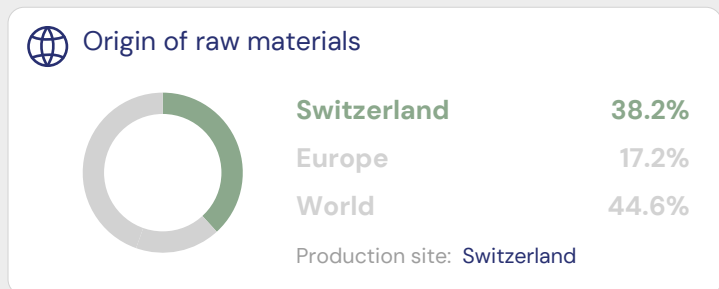 Origin of raw materials
Switzerland 38.2%
Europe 17.2%
World 44.6%
Production site: Switzerland